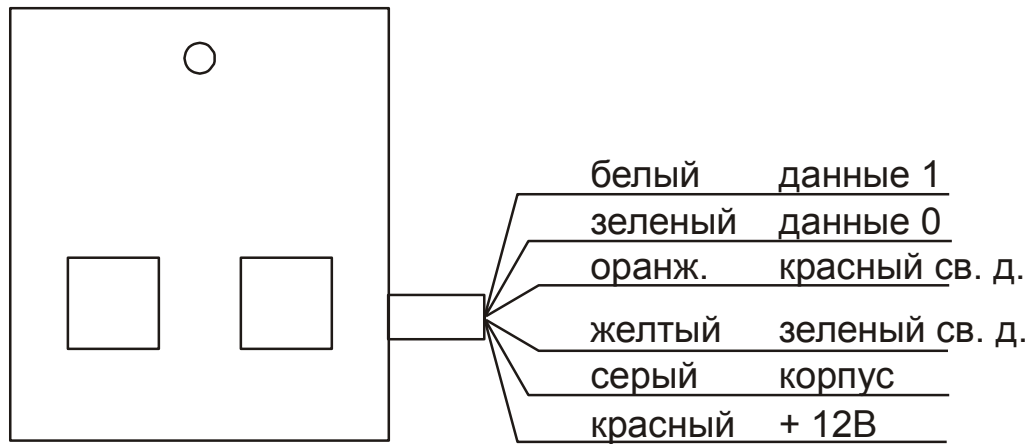 белый данные 1
зеленый данные 0
оранж. красный св. д.
желтый зеленый св. д.
серый корпус
красный + 12В